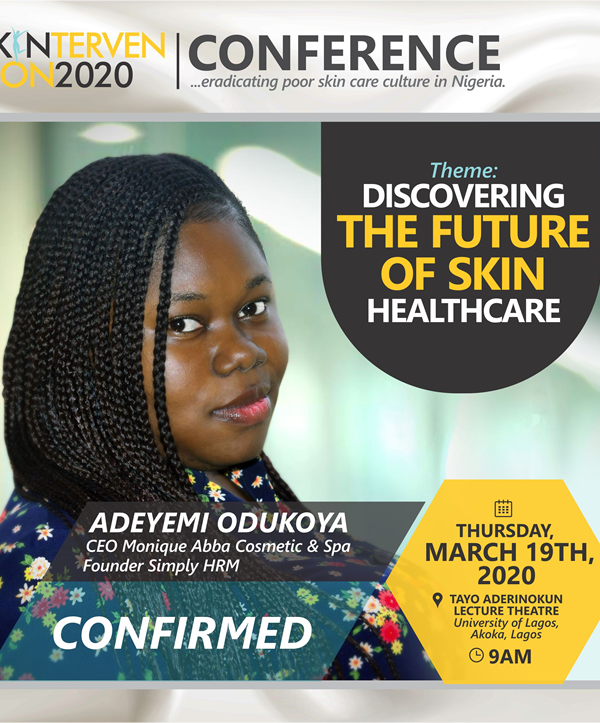 KINTERVEN
ION2020
CONFERENCE
...eradicating poor skin care culture in Nigeria.
Theme:
DISCOVERING
THE FUTURE
OF SKIN
HEALTHCARE
ADEYEMI ODUKOYA
CEO Monique Abba Cosmetic & Spa
Founder Simply HRM
CONFIRMED
THURSDAY,
MARCH 19TH,
2020
TAYO ADERINOKUN
LECTURE THEATRE
University of Lagos,
Akoka, Lagos
9AM